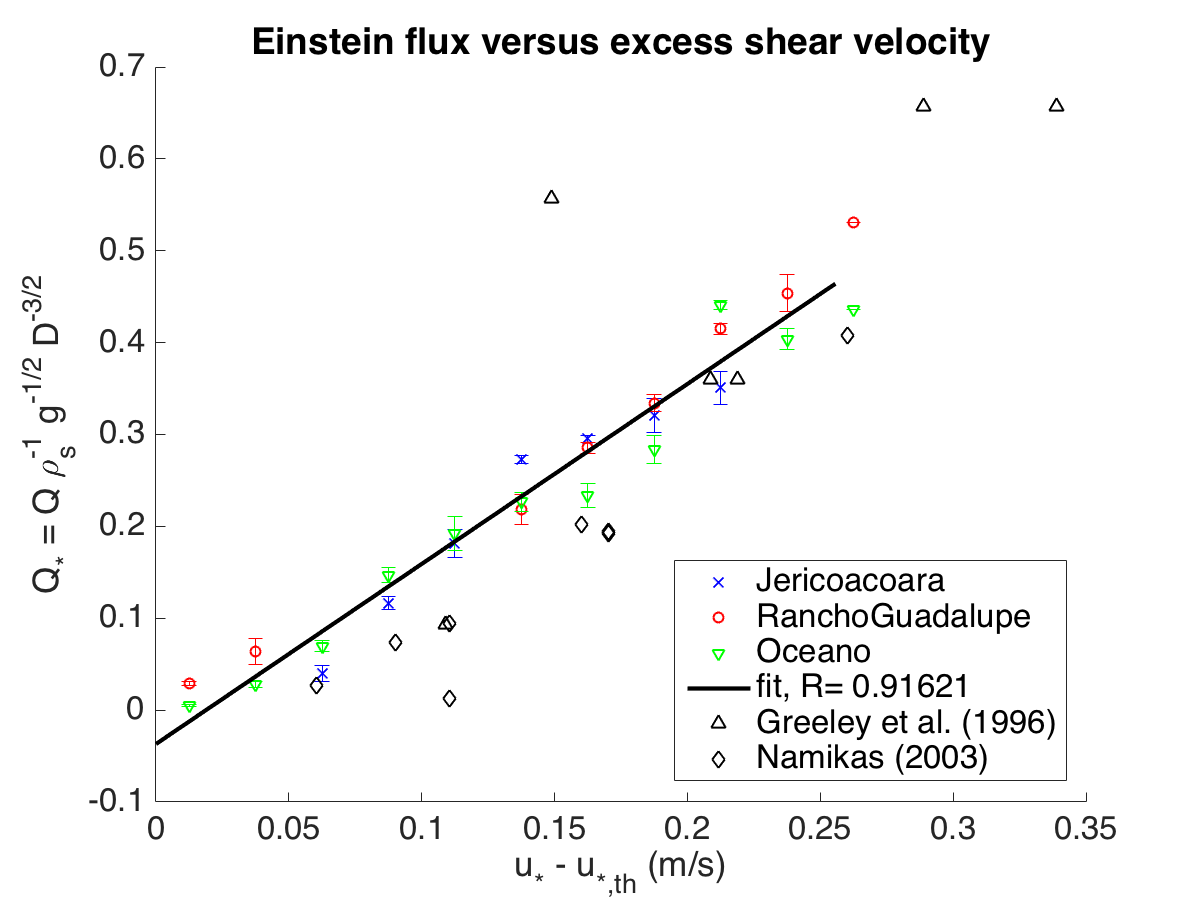 Einstein flux versus excess shear velocity
0.7
0.6
0.5
0.4
0.3
0.2
0.1
0
-0.1
Q* = Q ρs^-1 g^-1/2 D^-3/2
Jericoacoara
RanchoGuadalupe
Oceano
fit, R= 0.91621
Greeley et al. (1996)
Namikas (2003)
0 0.05 0.1 0.15 0.2 0.25 0.3 0.35
u* - u*,th (m/s)